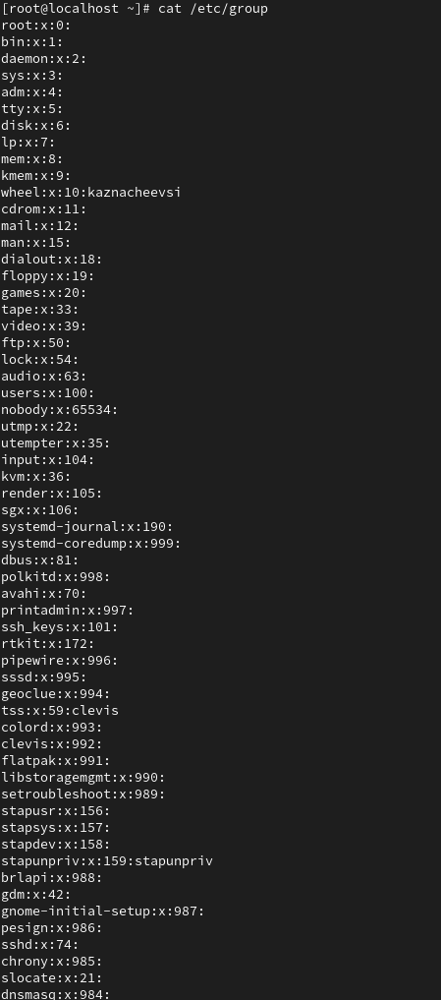 [root@localhost ~]# cat /etc/group
root:x:0:
bin:x:1:
daemon:x:2:
sys:x:3:
adm:x:4:
tty:x:5:
disk:x:6:
lp:x:7:
mem:x:8:
kmem:x:9:
wheel:x:10:kaznacheevsi
cdrom:x:11:
mail:x:12:
man:x:15:
dialout:x:18:
floppy:x:19:
games:x:20:
tape:x:33:
video:x:39:
ftp:x:50:
lock:x:54:
audio:x:63:
users:x:100:
nobody:x:65534:
utmp:x:22:
utempter:x:35:
input:x:104:
kvm:x:36:
render:x:105:
sgx:x:106:
systemd-journal:x:190:
systemd-coredump:x:999:
dbus:x:81:
polkitd:x:998:
avahi:x:70:
printadmin:x:997:
ssh_keys:x:101:
rtkit:x:172:
pipewire:x:996:
sssd:x:995:
geoclue:x:994:
tss:x:59:clevis
colord:x:993:
clevis:x:992:
flatpak:x:991:
libstoragemgmt:x:990:
setroubleshoot:x:989:
stapusr:x:156:
stapsys:x:157:
stapdev:x:158:
stapunpriv:x:159:stapunpriv
brlapi:x:988:
gdm:x:42:
gnome-initial-setup:x:987:
pesign:x:986:
sshd:x:74:
chrony:x:985:
slocate:x:21:
dnsmasq:x:984: